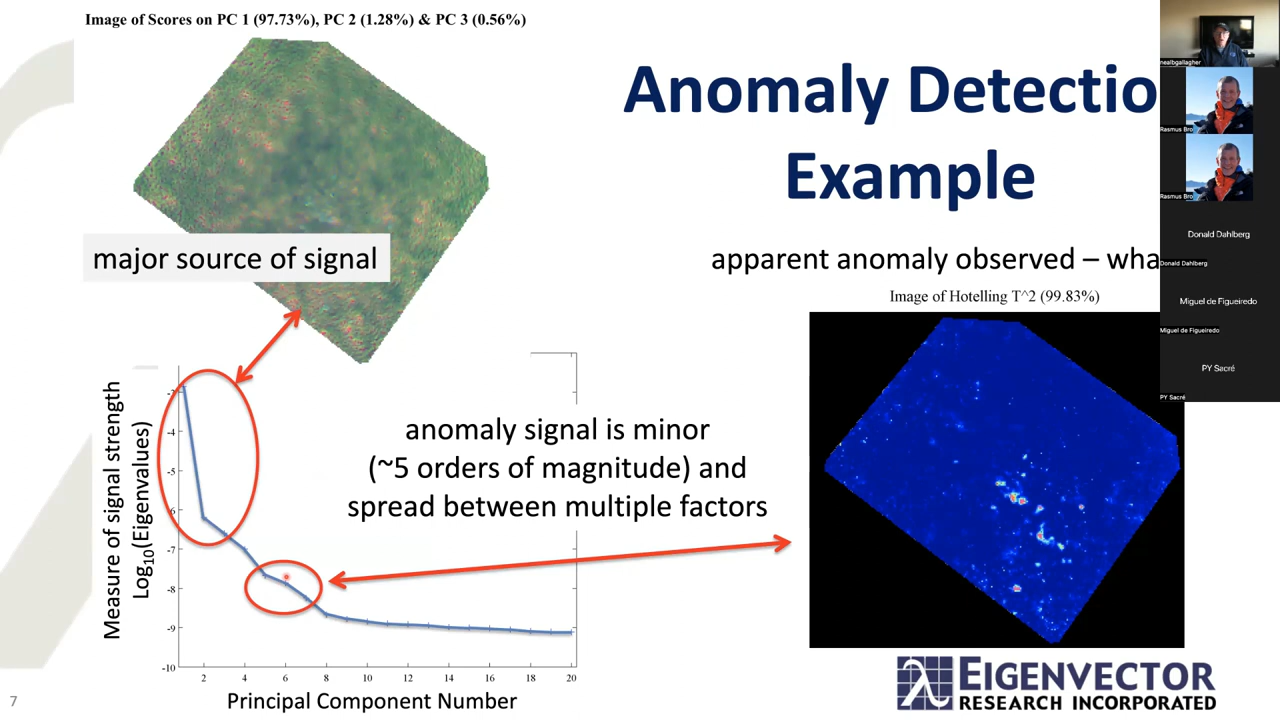 Image of Scores on PC 1 (97.73%), PC 2 (1.28%) & PC 3 (0.56%)
Anomaly Detectio
Example
major source of signal
apparent anomaly observed – wha
Image of Hotelling T^2 (99.83%)
anomaly signal is minor
(~5 orders of magnitude) and
spread between multiple factors
Measure of signal strength
Log10(Eigenvalues)
-4
-5
-7
-8
-9
-10
2 4 6 8 10 12 14 16 18 20
Principal Component Number
7
EIGENVECTOR
RESEARCH INCORPORATED
nealbgallagher
Rasmus Bro
Rasmus Bro
Donald Dahlberg
Donald Dahlberg
Miguel de Figueiredo
Miguel de Figueiredo
PY Sacré
PY Sacré